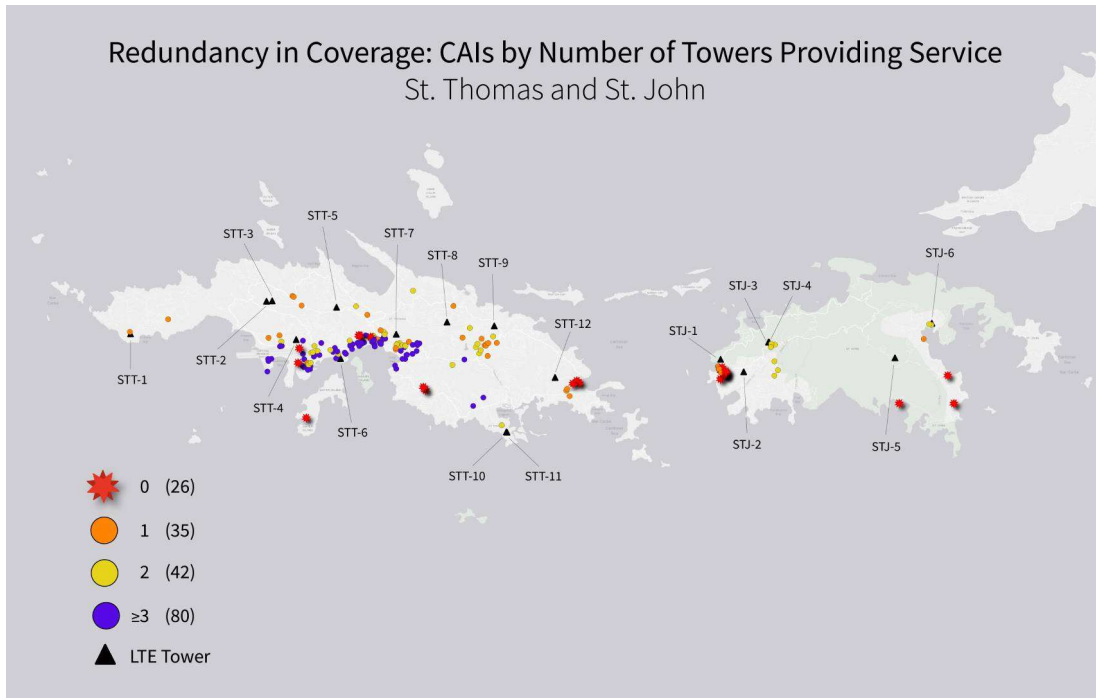 Redundancy in Coverage: CAIs by Number of Towers Providing Service
St. Thomas and St. John
STT-3
STT-5
STT-7
STT-8
STT-9
STT-12
STT-1
STT-2
STT-4
STT-6
STT-10
STT-11
STJ-1
STJ-3
STJ-4
STJ-6
STJ-2
STJ-5
0 (26)
1 (35)
2 (42)
≥3 (80)
LTE Tower